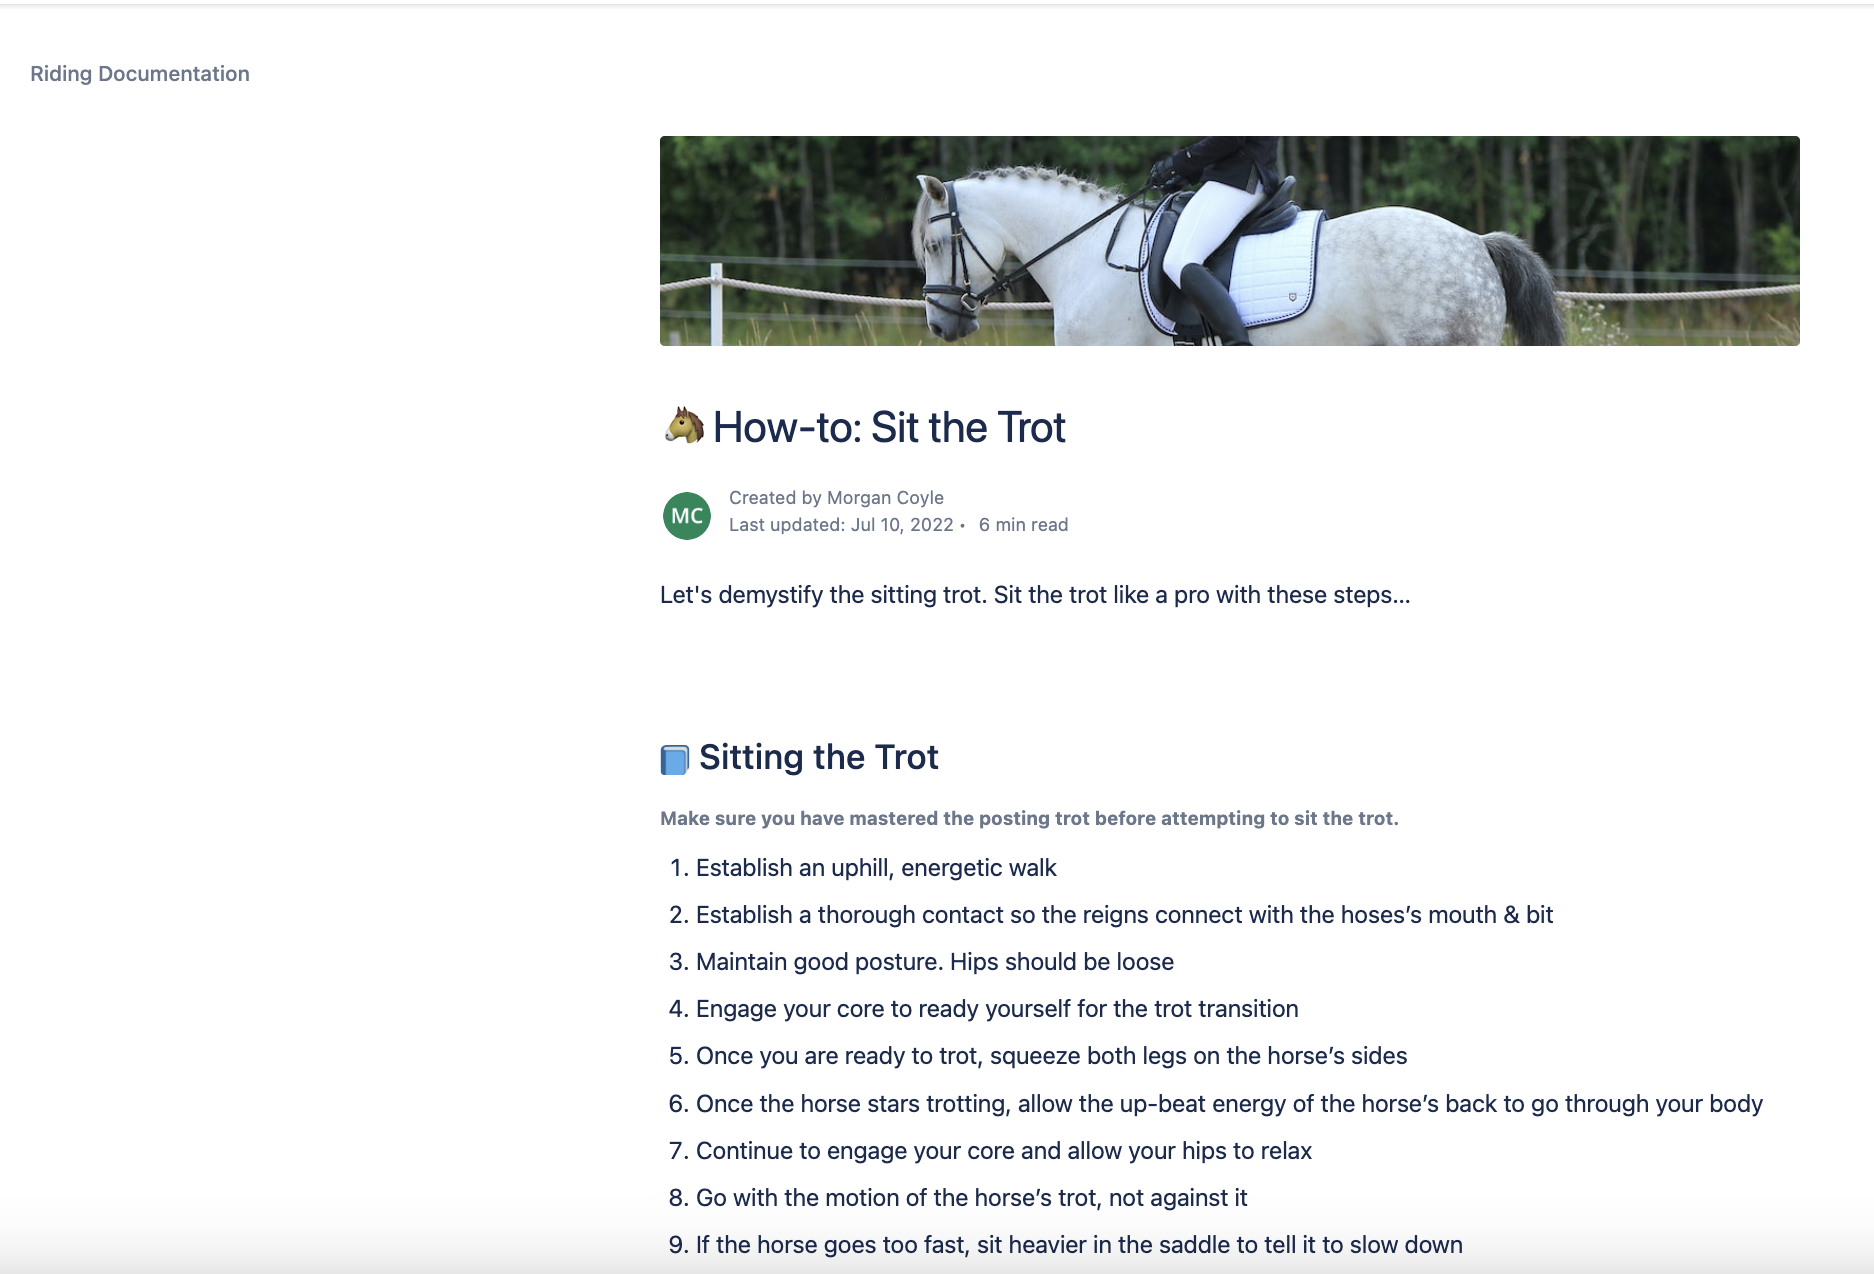 Riding Documentation
How-to: Sit the Trot
MC
Created by Morgan Coyle
Last updated: Jul 10, 2022 • 6 min read
Let's demystify the sitting trot. Sit the trot like a pro with these steps...
Sitting the Trot
Make sure you have mastered the posting trot before attempting to sit the trot.
1. Establish an uphill, energetic walk
2. Establish a thorough contact so the reigns connect with the hoses’s mouth & bit
3. Maintain good posture. Hips should be loose
4. Engage your core to ready yourself for the trot transition
5. Once you are ready to trot, squeeze both legs on the horse’s sides
6. Once the horse stars trotting, allow the up-beat energy of the horse’s back to go through your body
7. Continue to engage your core and allow your hips to relax
8. Go with the motion of the horse’s trot, not against it
9. If the horse goes too fast, sit heavier in the saddle to tell it to slow down